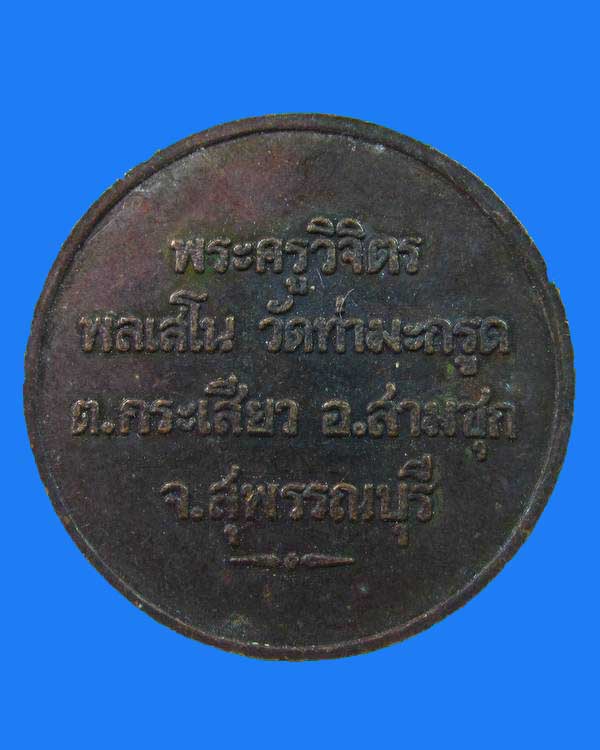 พระครูวิจิตร
พลเสโน วัดท่ามะกรูด
ต.กระเสียว อ.สามชุก
จ.สุพรรณบุรี